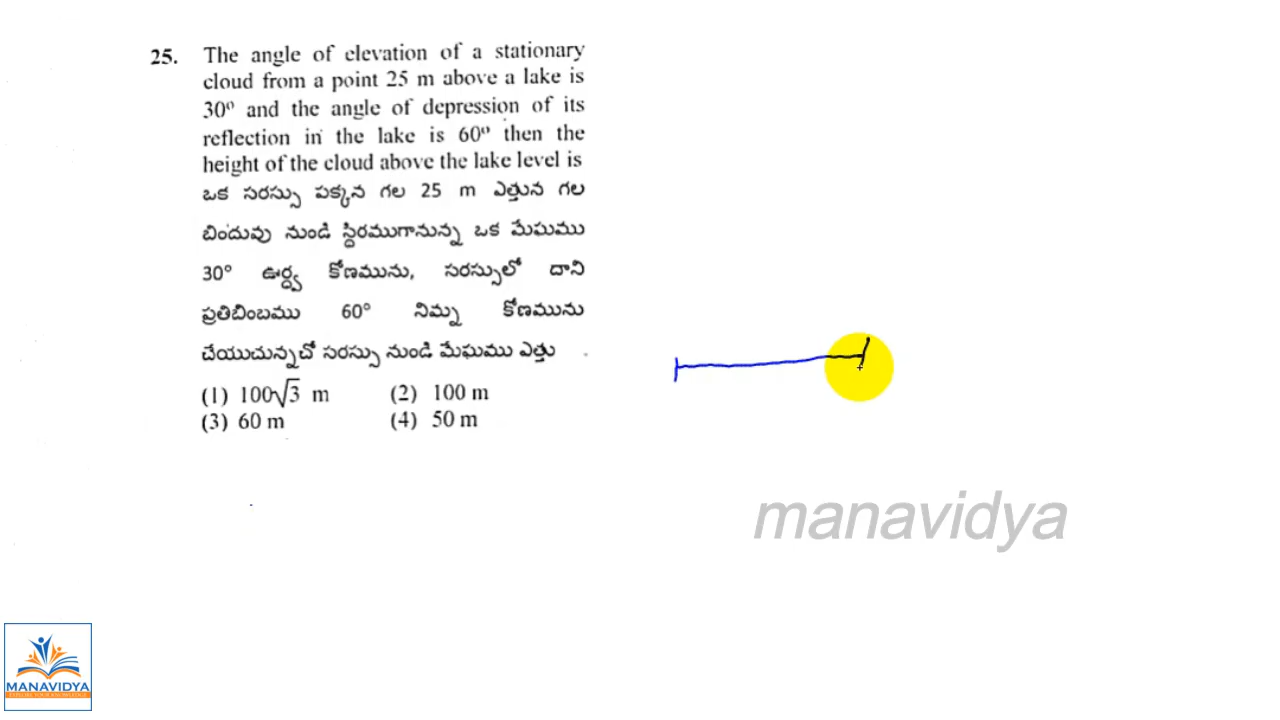 25. The angle of elevation of a stationary
cloud from a point 25 m above a lake is
30° and the angle of depression of its
reflection in the lake is 60° then the
height of the cloud above the lake level is
ఒక సరస్సు పక్కన గల 25 m ఎత్తున గల
బిందువు నుండి స్థిరముగానున్న ఒక మేఘము
30° ఊర్ధ్వ కోణమును, సరస్సులో దాని
ప్రతిబింబము 60° నిమ్న కోణమును
చేయుచున్నచో సరస్సు నుండి మేఘము ఎత్తు
(1) 100√3 m (2) 100 m
(3) 60 m (4) 50 m
manavidya
MANAVIDYA